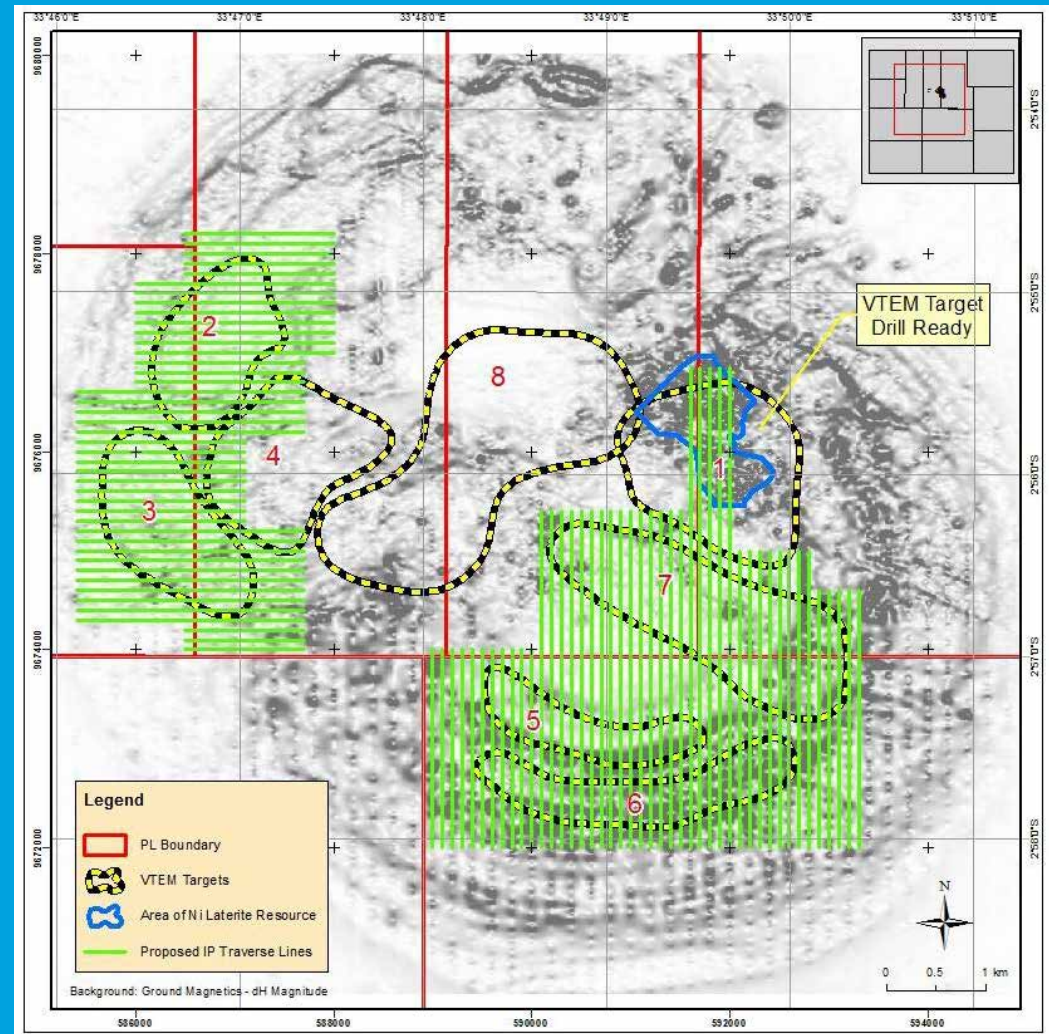 33°46'0"E
33°47'0"E
33°48'0"E
33°49'0"E
33°50'0"E
33°51'0"E
9680000
2°54'0"S
2°55'0"S
VTEM Target
Drill Ready
2
8
4
1
3
2°56'0"S
7
9674000
2°57'0"S
5
6
9672000
2°58'0"S
Legend
PL Boundary
VTEM Targets
Area of Ni Laterite Resource
Proposed IP Traverse Lines
Background: Ground Magnetics - dH Magnitude
N
0 0.5 1 km
586000
588000
590000
592000
594000